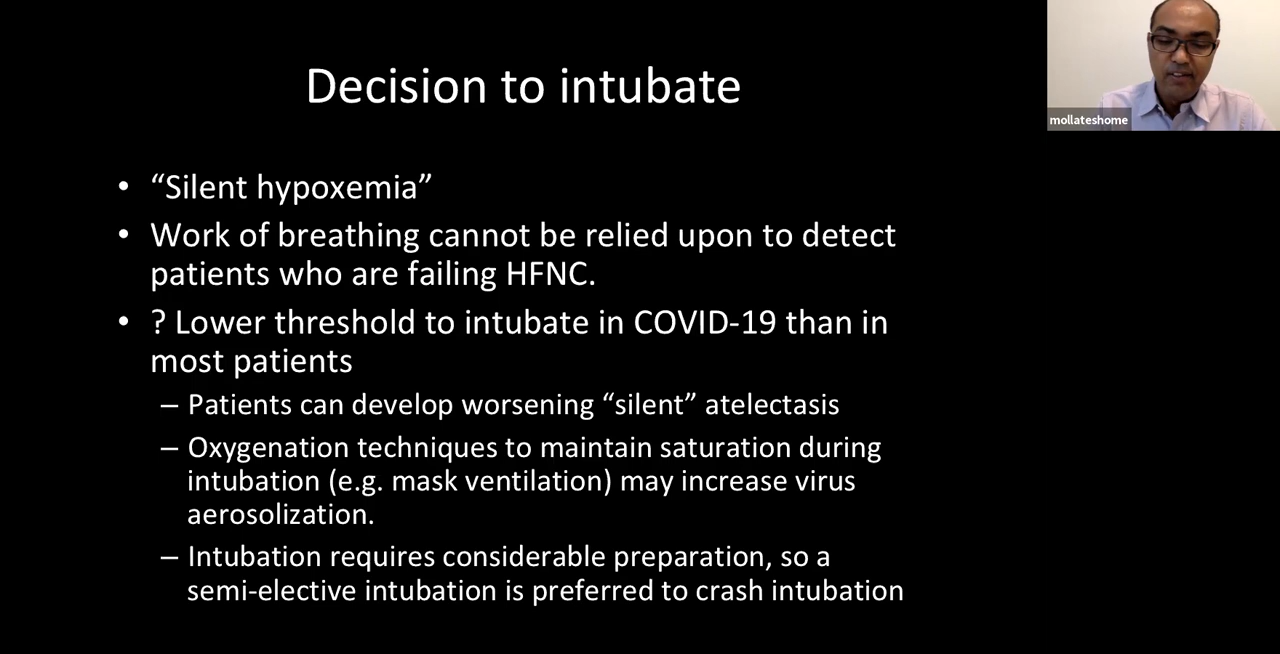 Decision to intubate
mollateshome
• “Silent hypoxemia”
• Work of breathing cannot be relied upon to detect
patients who are failing HFNC.
• ? Lower threshold to intubate in COVID-19 than in
most patients
– Patients can develop worsening “silent” atelectasis
– Oxygenation techniques to maintain saturation during
intubation (e.g. mask ventilation) may increase virus
aerosolization.
– Intubation requires considerable preparation, so a
semi-elective intubation is preferred to crash intubation